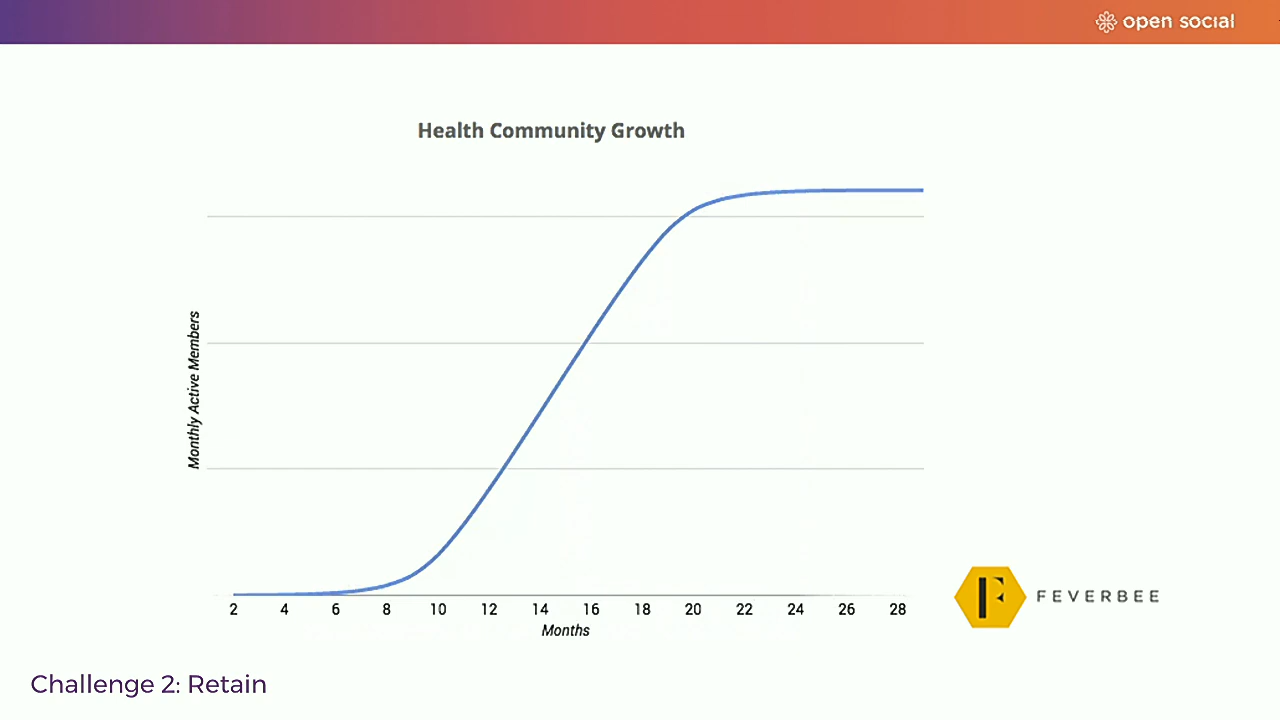 open social
Health Community Growth
Monthly Active Members
2 4 6 8 10 12 14 16 18 20 22 24 26 28
Months
F FEVERBEE
Challenge 2: Retain